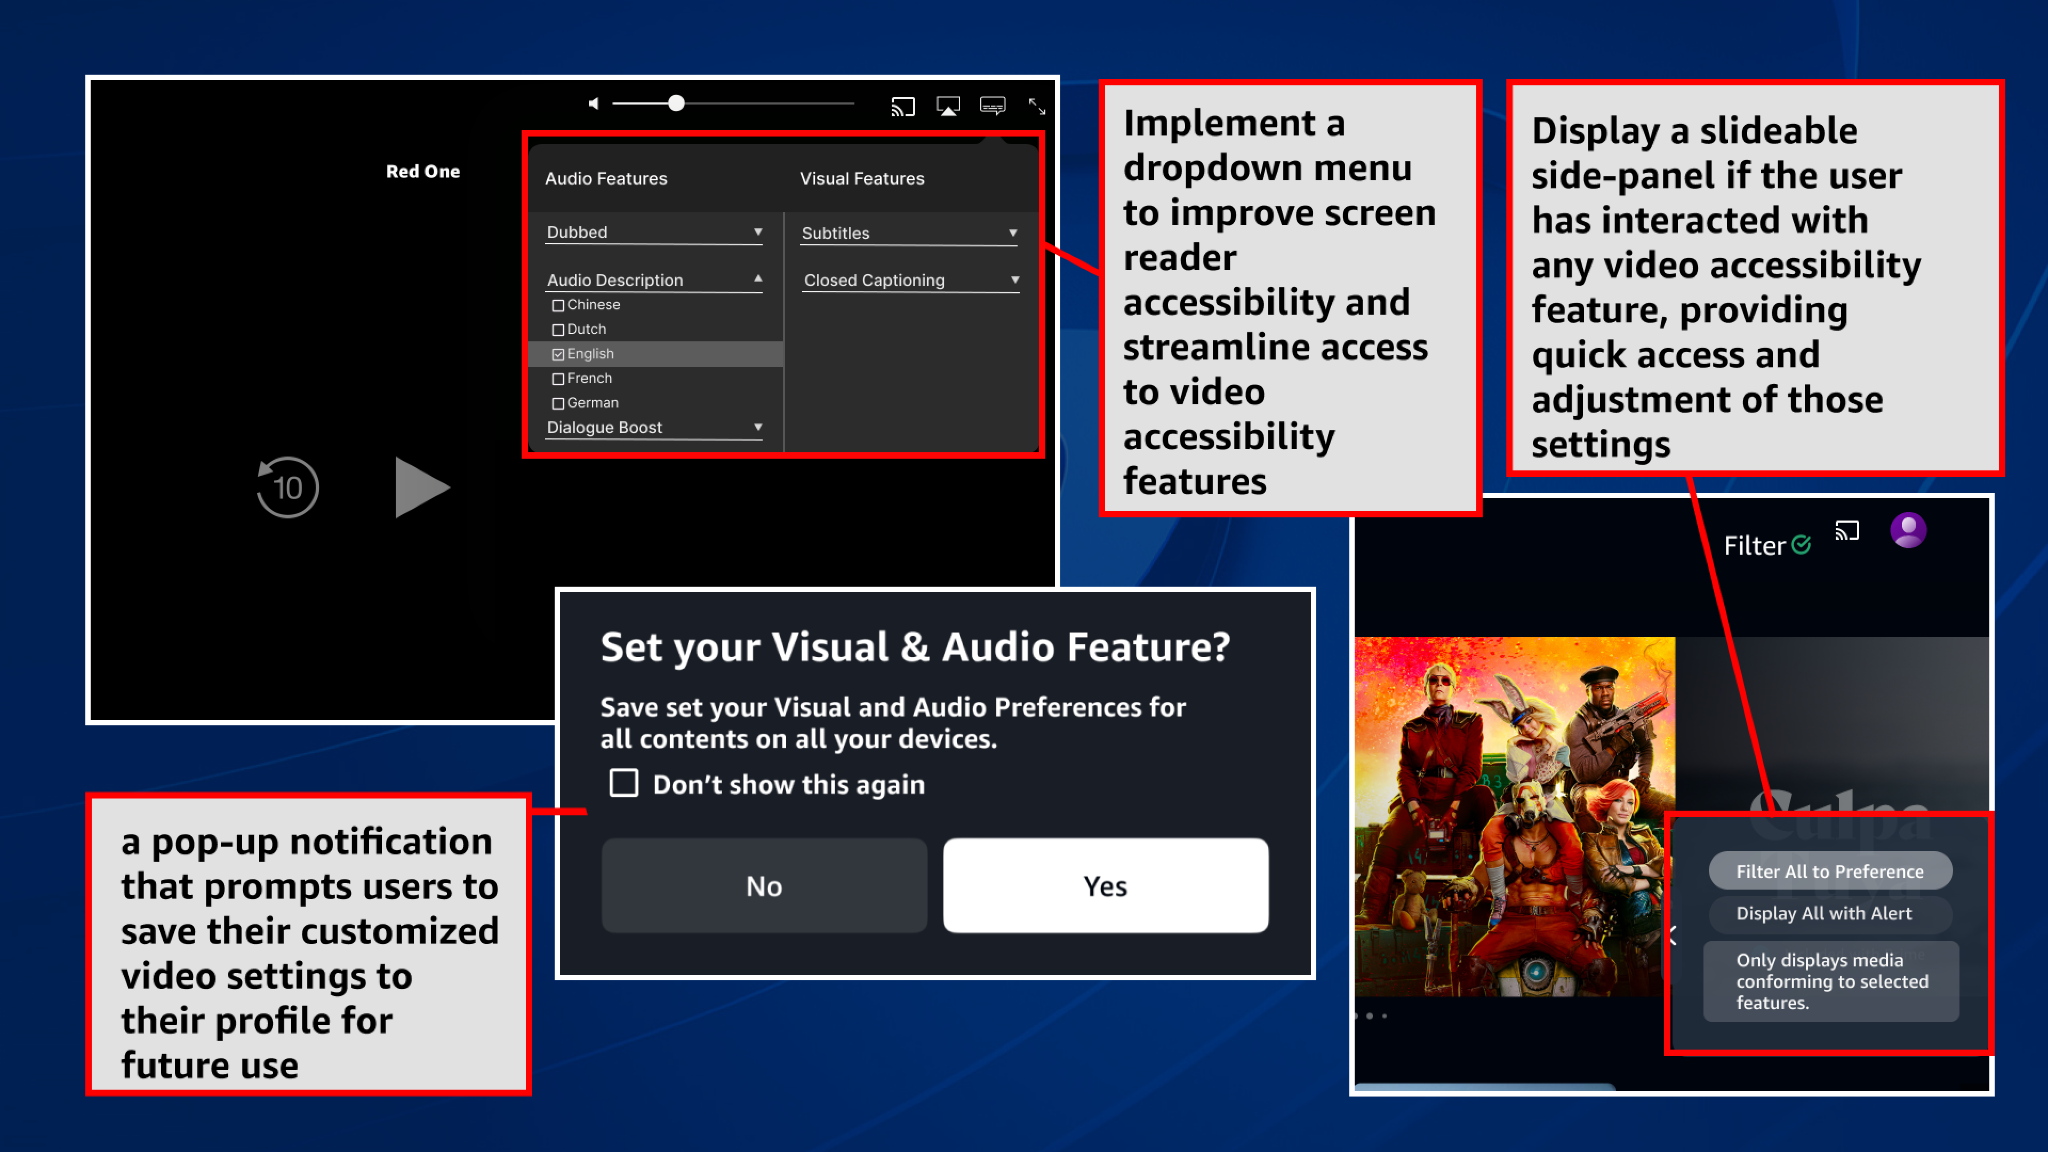 Red One
Audio Features
Visual Features
Dubbed
Subtitles
Audio Description
Closed Captioning
Chinese
Dutch
English
French
German
Dialogue Boost
10
Implement a
dropdown menu
to improve screen
reader
accessibility and
streamline access
to video
accessibility
features
Display a slideable
side-panel if the user
has interacted with
any video accessibility
feature, providing
quick access and
adjustment of those
settings
Set your Visual & Audio Feature?
Save set your Visual and Audio Preferences for
all contents on all your devices.
Don’t show this again
No
Yes
a pop-up notification
that prompts users to
save their customized
video settings to
their profile for
future use
Filter
Culpa
Filter All to Preference
Display All with Alert
Only displays media
conforming to selected
features.